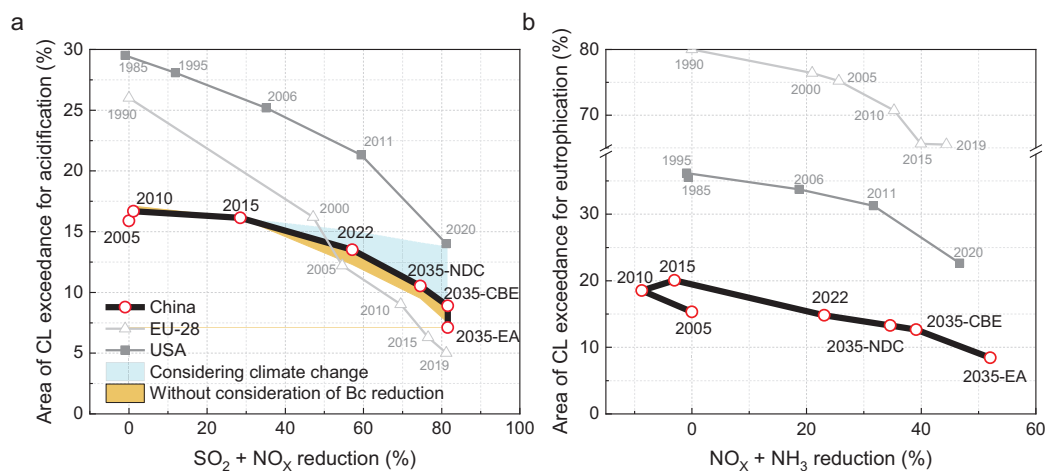 a
Area of CL exceedance for acidification (%)
30
25
20
15
10
5
0
1985
1995
2006
2011
2020
1990
2000
2005
2010
2015
2019
2010
2005
2015
2022
2035-NDC
2035-CBE
2035-EA
China
EU-28
USA
Considering climate change
Without consideration of Bc reduction
0 20 40 60 80 100
SO2 + NOX reduction (%)
b
Area of CL exceedance for eutrophication (%)
80
70
40
30
20
10
0
1990
2000
2005
2010
2015
2019
1995
1985
2006
2011
2020
2010
2015
2005
2022
2035-NDC
2035-CBE
2035-EA
0 20 40 60
NOX + NH3 reduction (%)